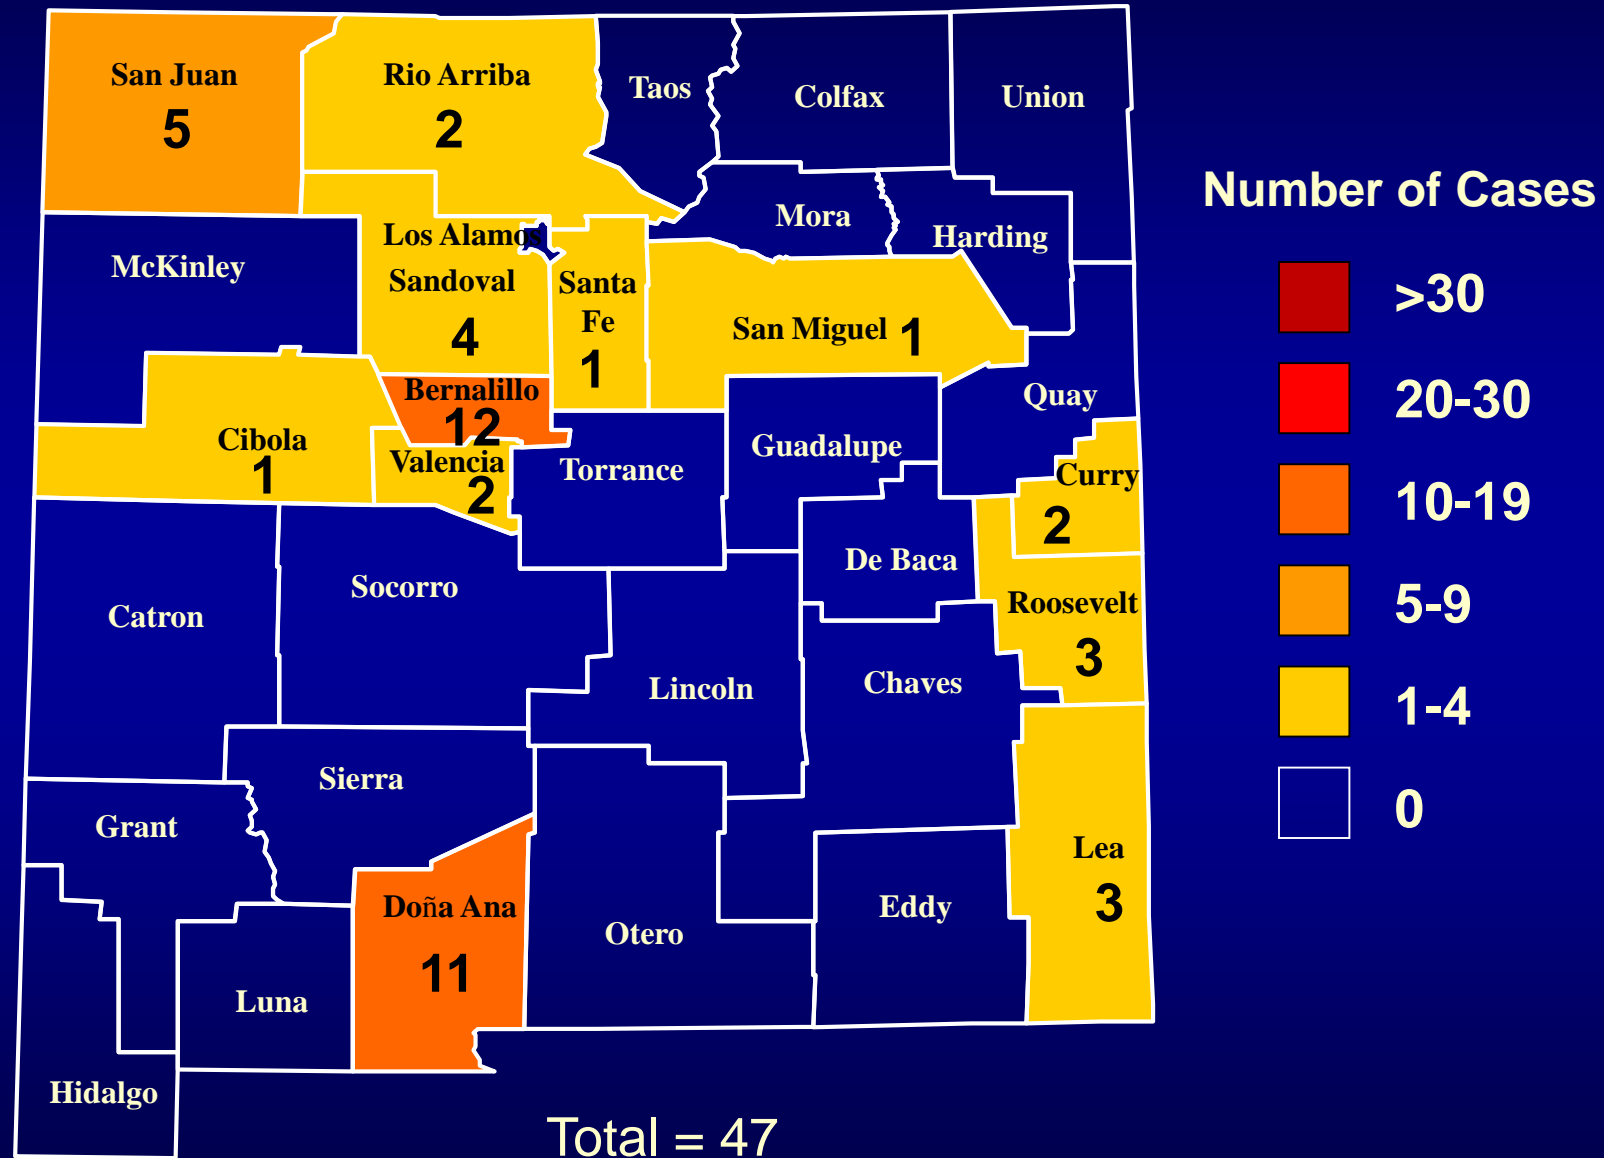 San Juan
5
Rio Arriba
2
Taos
Colfax
Union
McKinley
Los Alamos
Sandoval
4
Santa
Fe
1
Mora
Harding
San Miguel 1
Bernalillo
12
Cibola
1
Valencia
2
Torrance
Guadalupe
Quay
Curry
2
De Baca
Roosevelt
3
Catron
Socorro
Lincoln
Chaves
Sierra
Grant
Doña Ana
11
Otero
Eddy
Lea
3
Luna
Hidalgo
Total = 47
Number of Cases
>30
20-30
10-19
5-9
1-4
0